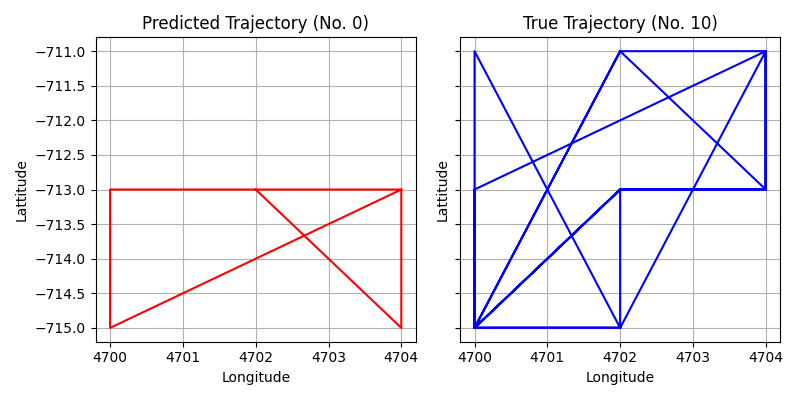 Predicted Trajectory (No. 0)
True Trajectory (No. 10)
−711.0
−711.5
−712.0
−712.5
−713.0
−713.5
−714.0
−714.5
−715.0
Lattitude
Lattitude
4700 4701 4702 4703 4704
4700 4701 4702 4703 4704
Longitude
Longitude